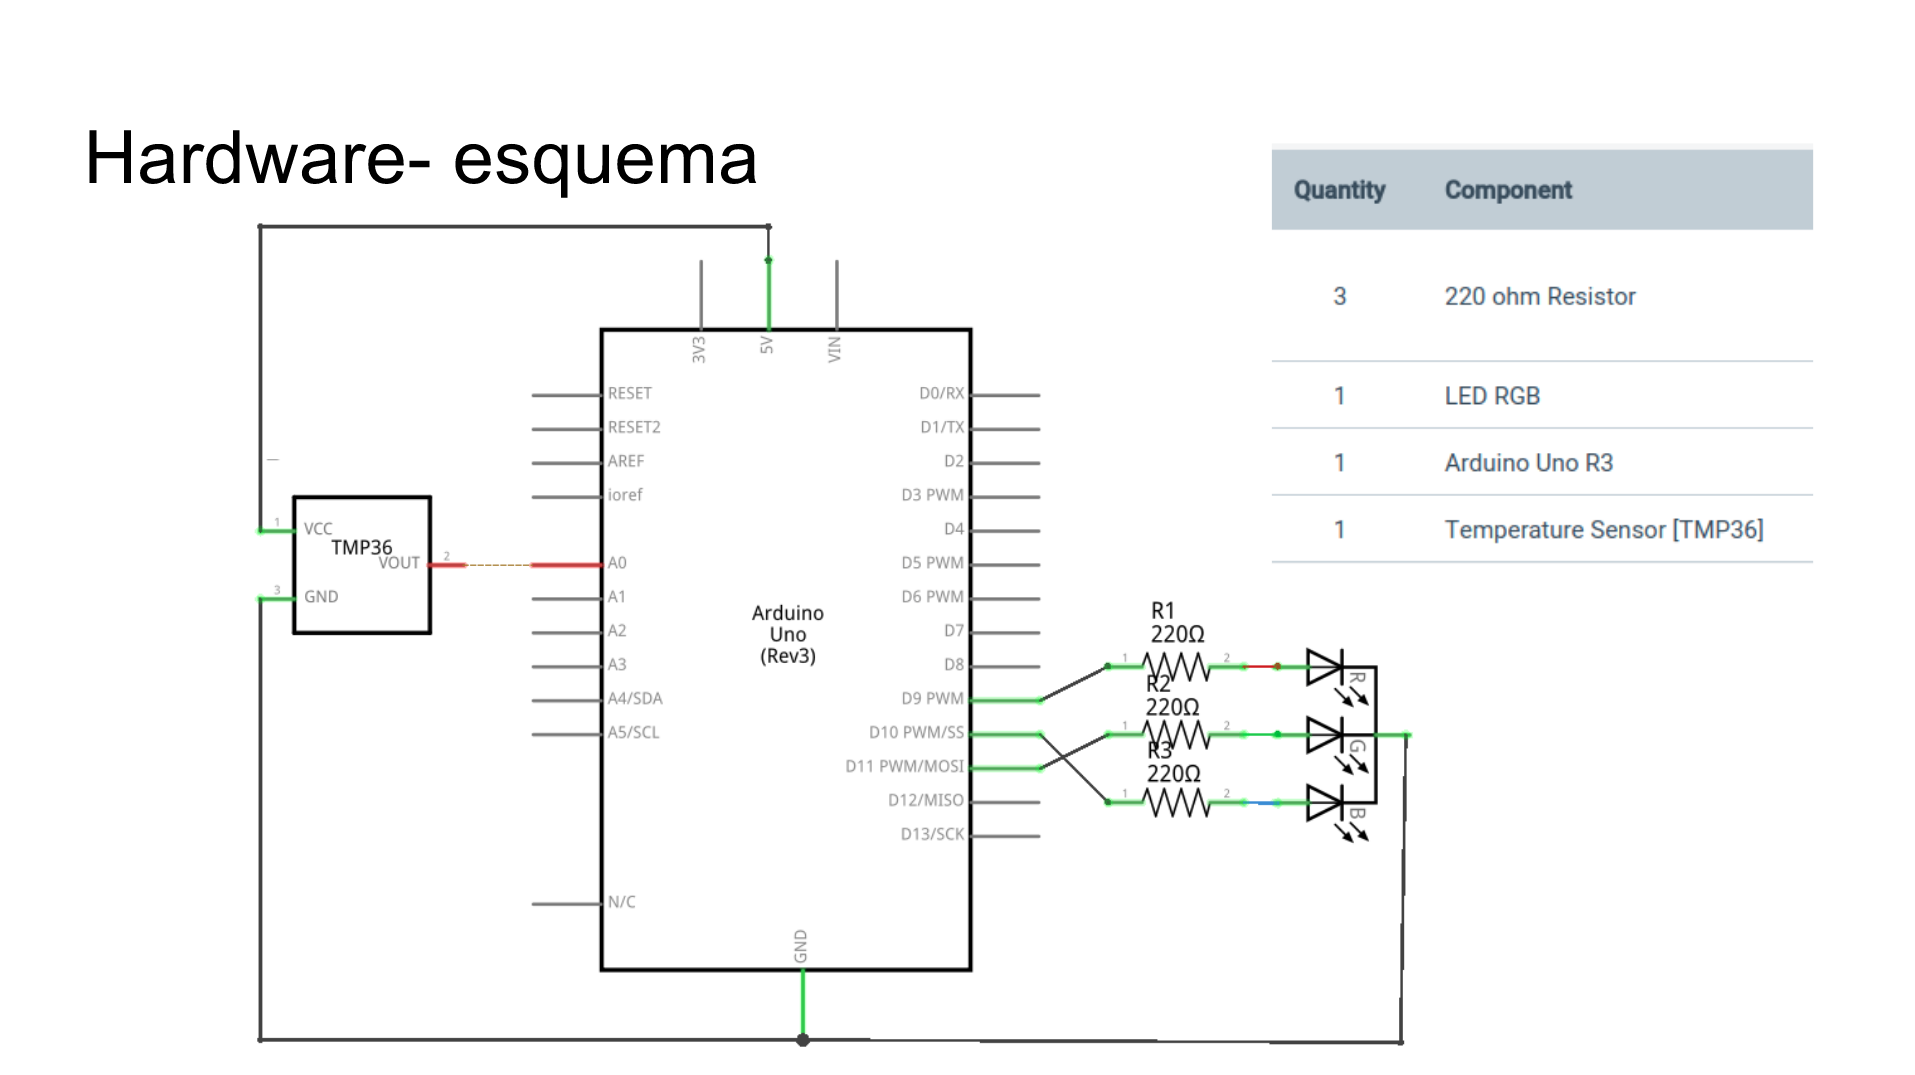 Hardware- esquema
Quantity Component
3 220 ohm Resistor
1 LED RGB
1 Arduino Uno R3
1 Temperature Sensor [TMP36]
3V3 5V VIN
RESET
RESET2
AREF
ioref
A0
A1
A2
A3
A4/SDA
A5/SCL
N/C
D0/RX
D1/TX
D2
D3 PWM
D4
D5 PWM
D6 PWM
D7
D8
D9 PWM
D10 PWM/SS
D11 PWM/MOSI
D12/MISO
D13/SCK
GND
Arduino
Uno
(Rev3)
1 VCC
TMP36
VOUT 2
3 GND
R1
220Ω
1 2
R
R2
220Ω
1 2
G
R3
220Ω
1 2
B